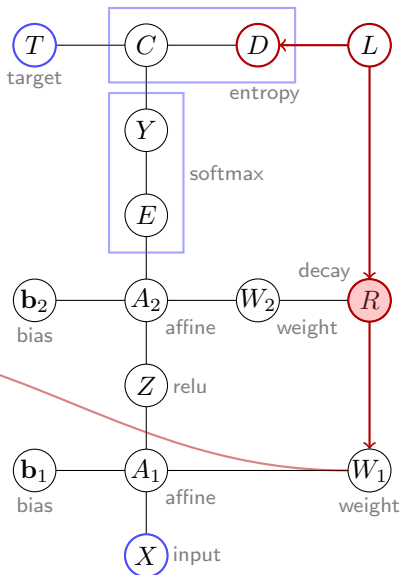 T C D L
target
entropy
Y
softmax
E
decay
b₂ A₂ W₂ R
bias affine weight
Z relu
b₁ A₁ W₁
bias affine weight
X input